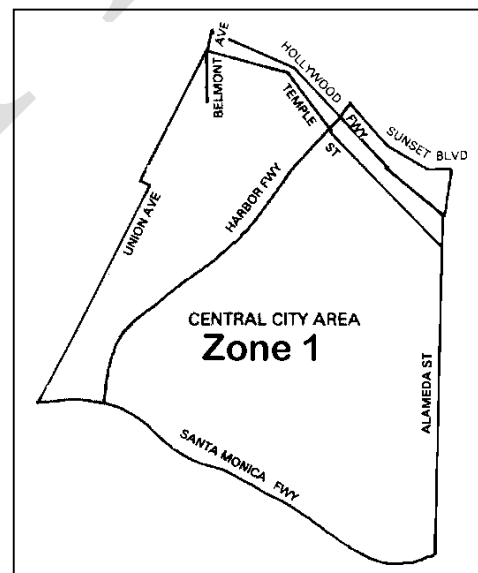 BELMONT AVE
HOLLYWOOD FWY
TEMPLE ST
SUNSET BLVD
HARBOR FWY
UNION AVE
CENTRAL CITY AREA
Zone 1
ALAMEDA ST
SANTA MONICA FWY